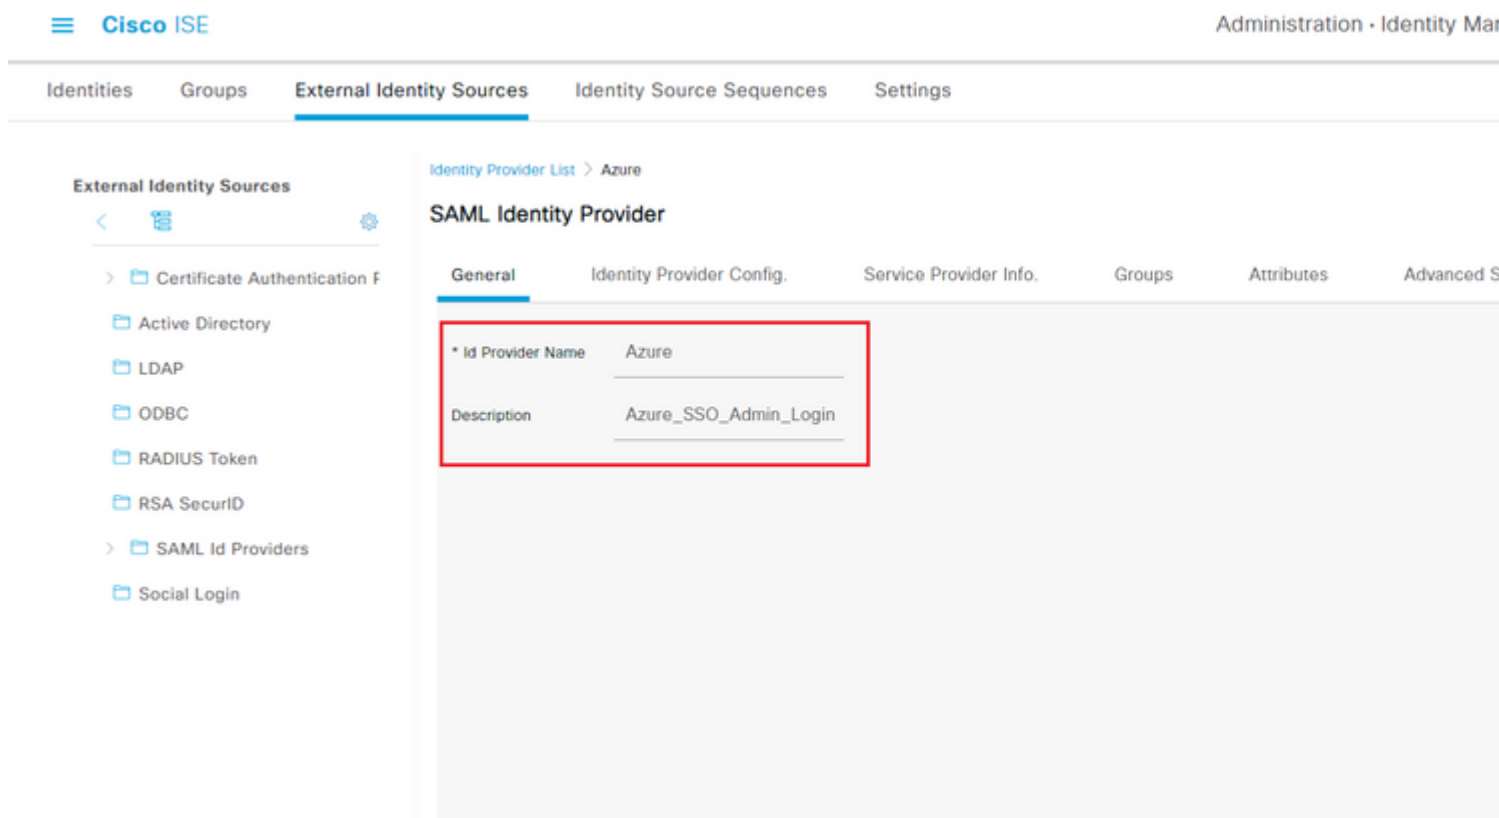 Cisco ISE
Administration · Identity Mar
Identities Groups External Identity Sources Identity Source Sequences Settings
External Identity Sources
Certificate Authentication F
Active Directory
LDAP
ODBC
RADIUS Token
RSA SecurID
SAML Id Providers
Social Login
Identity Provider List > Azure
SAML Identity Provider
General Identity Provider Config. Service Provider Info. Groups Attributes Advanced S
* Id Provider Name Azure
Description Azure_SSO_Admin_Login